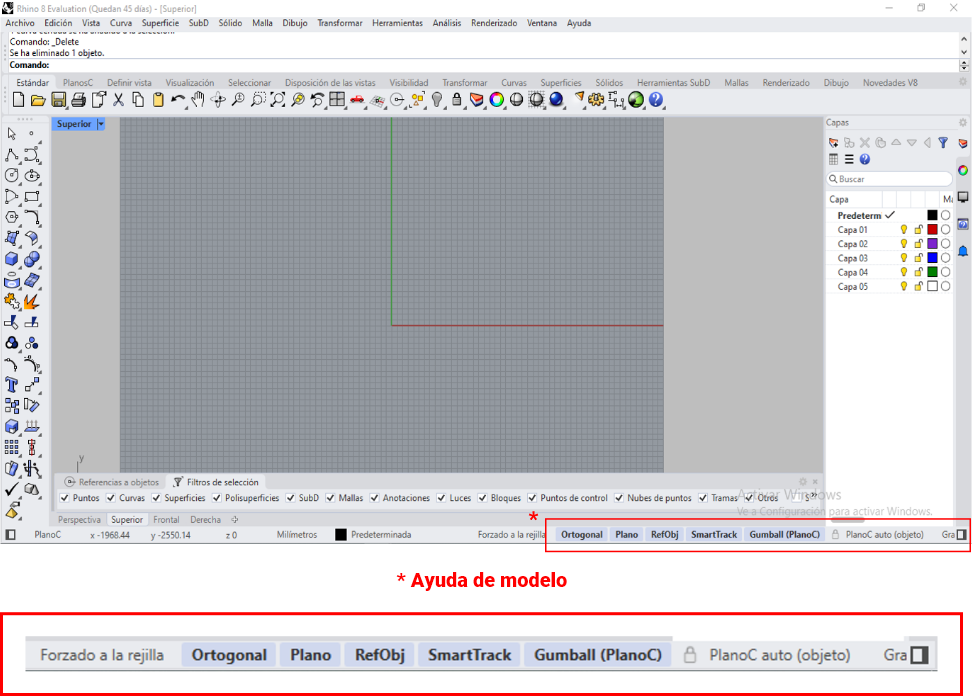 Rhino 8 Evaluation (Quedan 45 días) - [Superior]
Archivo Edición Vista Curva Superficie SubD Sólido Malla Dibujo Transformar Herramientas Análisis Renderizado Ventana Ayuda
Comando: _Delete
Se ha eliminado 1 objeto.
Comando:
Estándar PlanosC Definir vista Visualización Seleccionar Disposición de las vistas Visibilidad Transformar Curvas Superficies Sólidos Herramientas SubD Mallas Renderizado Dibujo Novedades V8
Superior
Capas
Buscar
Capa Ma
Predeterm
Capa 01
Capa 02
Capa 03
Capa 04
Capa 05
y
Referencias a objetos Filtros de selección
Puntos Curvas Superficies Polisuperficies SubD Mallas Anotaciones Luces Bloques Puntos de control Nubes de puntos Tramas Otros S
Activar Windows
Ve a Configuración para activar Windows.
Perspectiva Superior Frontal Derecha
*
PlanoC x -1968.44 y -2550.14 z 0 Milímetros Predeterminada Forzado a la rejilla Ortogonal Plano RefObj SmartTrack Gumball (PlanoC) PlanoC auto (objeto) Gra
* Ayuda de modelo
Forzado a la rejilla Ortogonal Plano RefObj SmartTrack Gumball (PlanoC) PlanoC auto (objeto) Gra